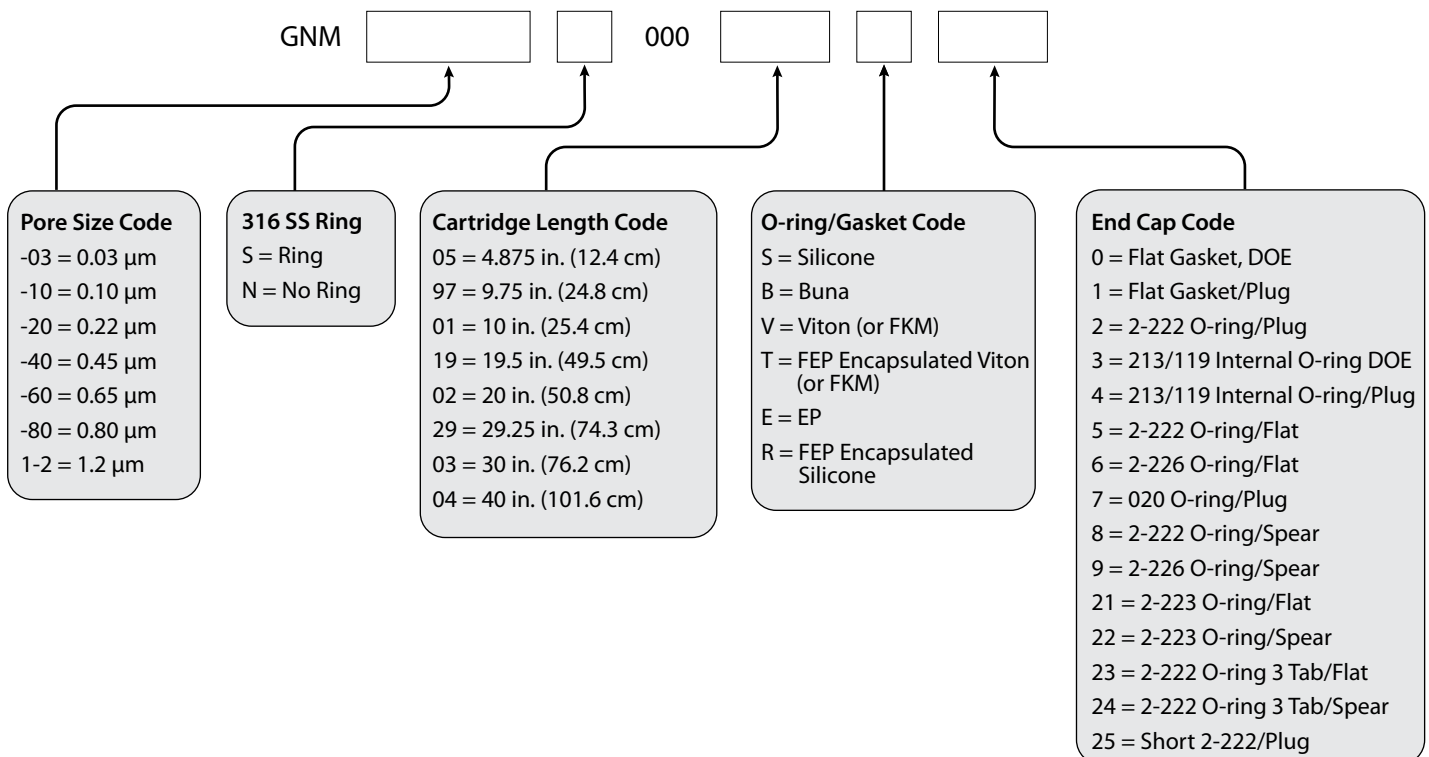 GNM 000
Pore Size Code
-03 = 0.03 µm
-10 = 0.10 µm
-20 = 0.22 µm
-40 = 0.45 µm
-60 = 0.65 µm
-80 = 0.80 µm
1-2 = 1.2 µm
316 SS Ring
S = Ring
N = No Ring
Cartridge Length Code
05 = 4.875 in. (12.4 cm)
97 = 9.75 in. (24.8 cm)
01 = 10 in. (25.4 cm)
19 = 19.5 in. (49.5 cm)
02 = 20 in. (50.8 cm)
29 = 29.25 in. (74.3 cm)
03 = 30 in. (76.2 cm)
04 = 40 in. (101.6 cm)
O-ring/Gasket Code
S = Silicone
B = Buna
V = Viton (or FKM)
T = FEP Encapsulated Viton
(or FKM)
E = EP
R = FEP Encapsulated
Silicone
End Cap Code
0 = Flat Gasket, DOE
1 = Flat Gasket/Plug
2 = 2-222 O-ring/Plug
3 = 213/119 Internal O-ring DOE
4 = 213/119 Internal O-ring/Plug
5 = 2-222 O-ring/Flat
6 = 2-226 O-ring/Flat
7 = 020 O-ring/Plug
8 = 2-222 O-ring/Spear
9 = 2-226 O-ring/Spear
21 = 2-223 O-ring/Flat
22 = 2-223 O-ring/Spear
23 = 2-222 O-ring 3 Tab/Flat
24 = 2-222 O-ring 3 Tab/Spear
25 = Short 2-222/Plug